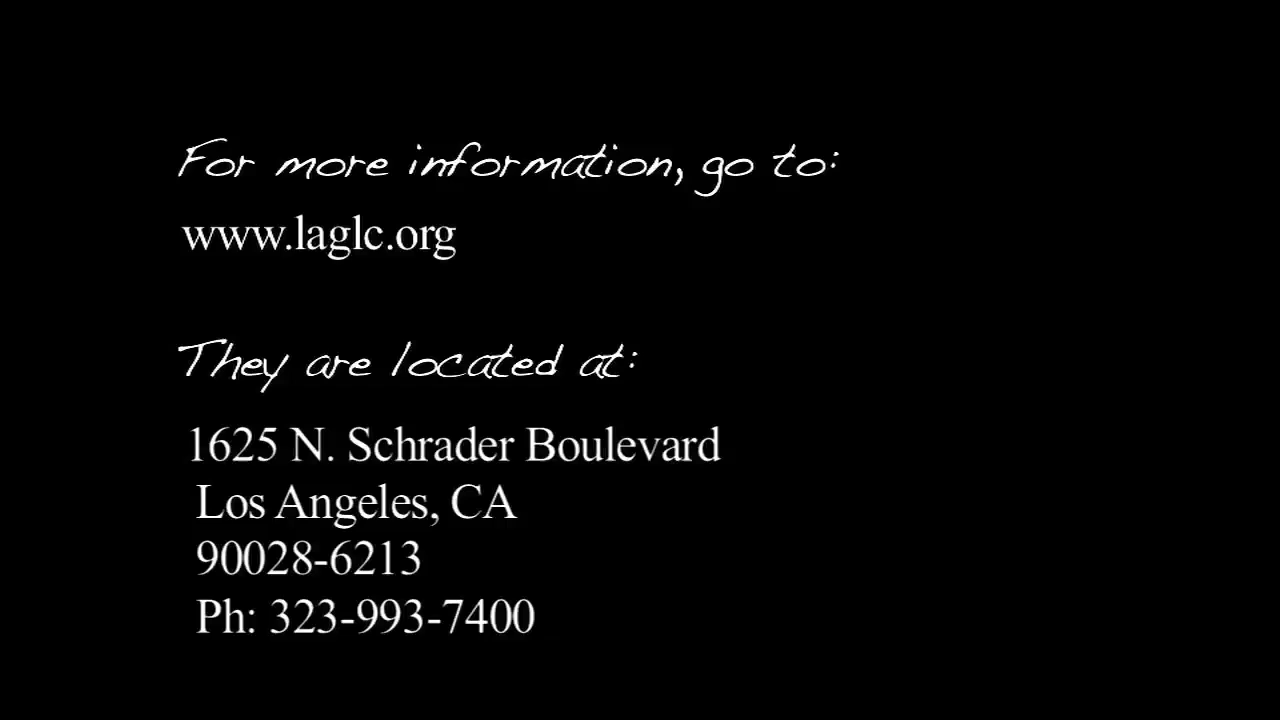 For more information, go to:
www.laglc.org
They are located at:
1625 N. Schrader Boulevard
Los Angeles, CA
90028-6213
Ph: 323-993-7400